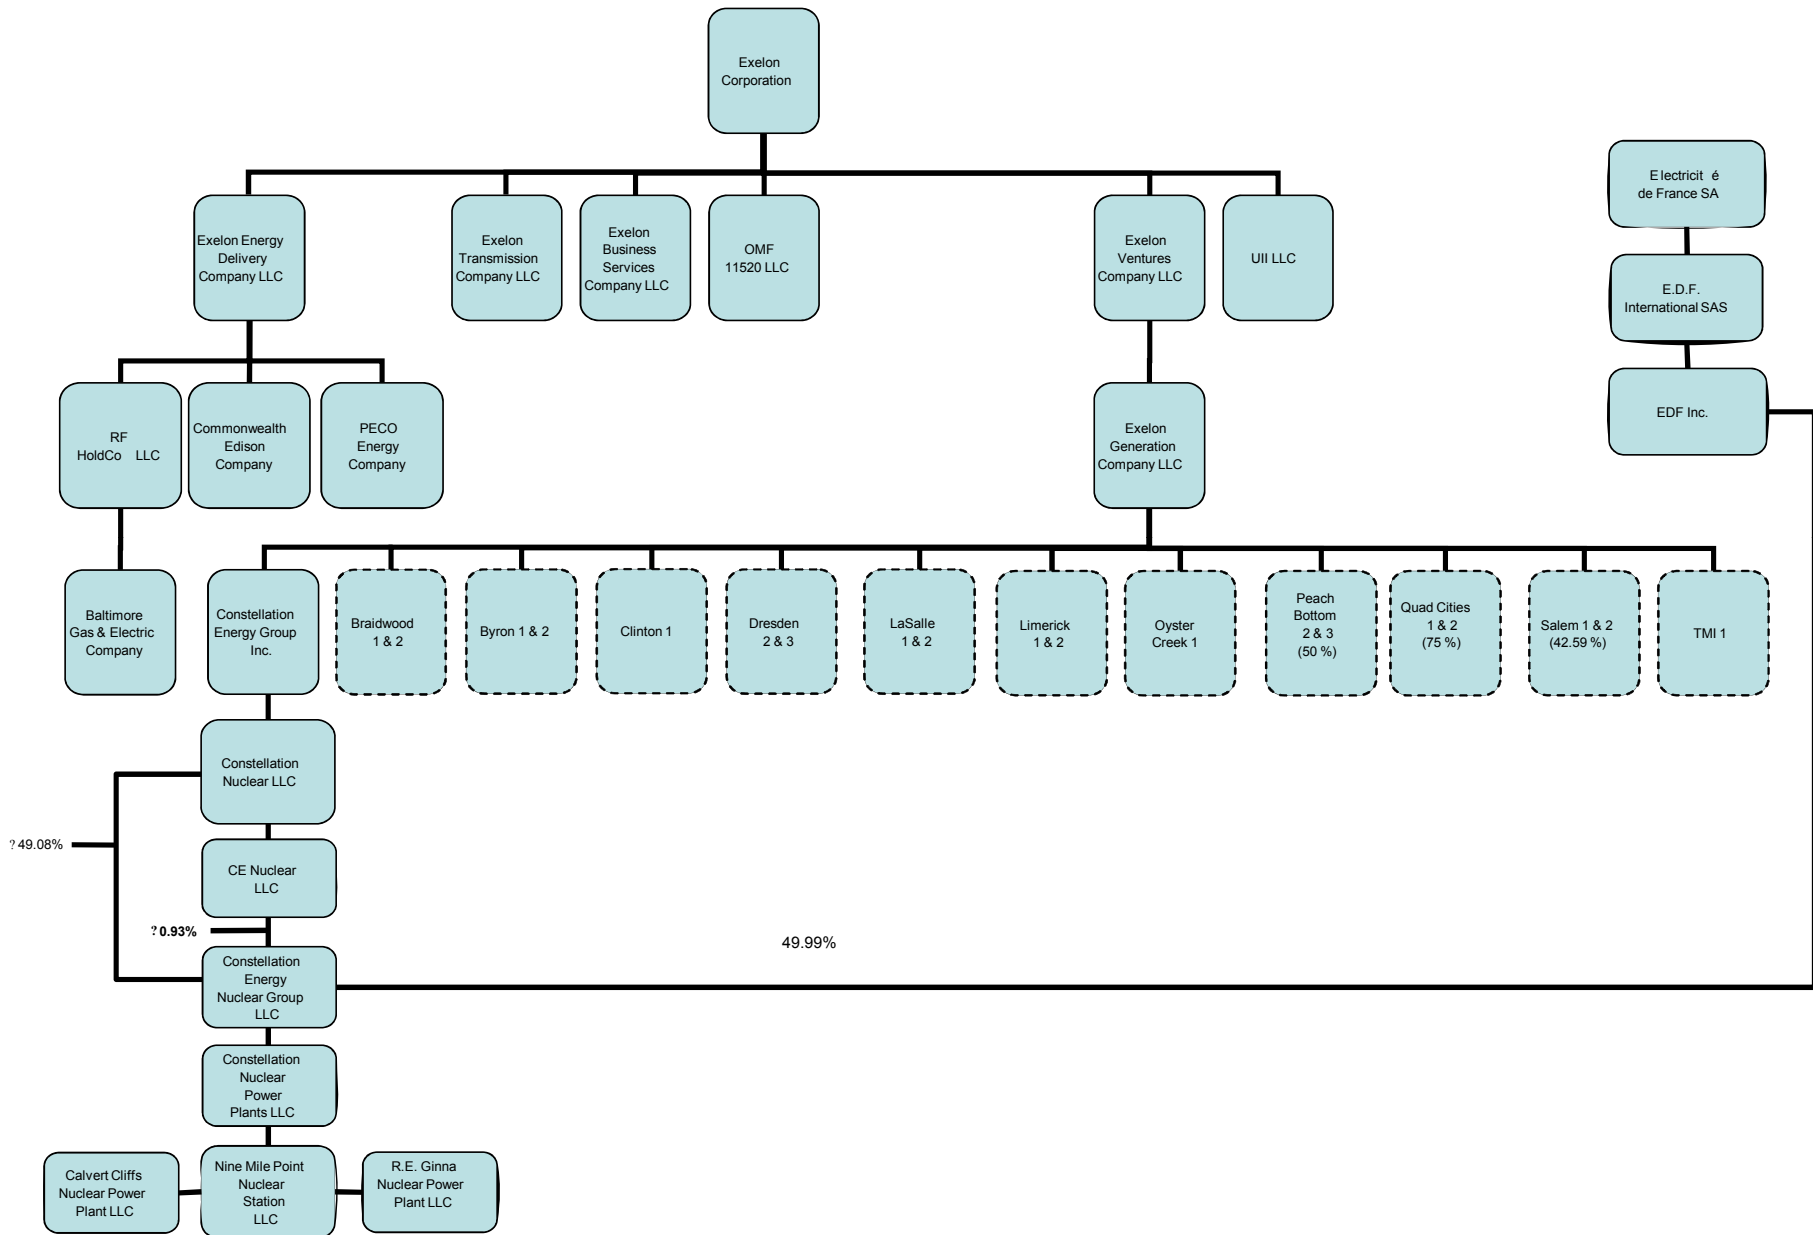 Exelon
Corporation
Electricit é
de France SA
Exelon Energy
Delivery
Company LLC
Exelon
Transmission
Company LLC
Exelon
Business
Services
Company LLC
OMF
11520 LLC
Exelon
Ventures
Company LLC
UII LLC
E.D.F.
International SAS
RF
HoldCo LLC
Commonwealth
Edison
Company
PECO
Energy
Company
Exelon
Generation
Company LLC
EDF Inc.
Baltimore
Gas & Electric
Company
Constellation
Energy Group
Inc.
Braidwood
1 & 2
Byron 1 & 2
Clinton 1
Dresden
2 & 3
LaSalle
1 & 2
Limerick
1 & 2
Oyster
Creek 1
Peach
Bottom
2 & 3
(50 %)
Quad Cities
1 & 2
(75 %)
Salem 1 & 2
(42.59 %)
TMI 1
Constellation
Nuclear LLC
? 49.08%
CE Nuclear
LLC
? 0.93%
49.99%
Constellation
Energy
Nuclear Group
LLC
Constellation
Nuclear
Power
Plants LLC
Calvert Cliffs
Nuclear Power
Plant LLC
Nine Mile Point
Nuclear
Station
LLC
R.E. Ginna
Nuclear Power
Plant LLC